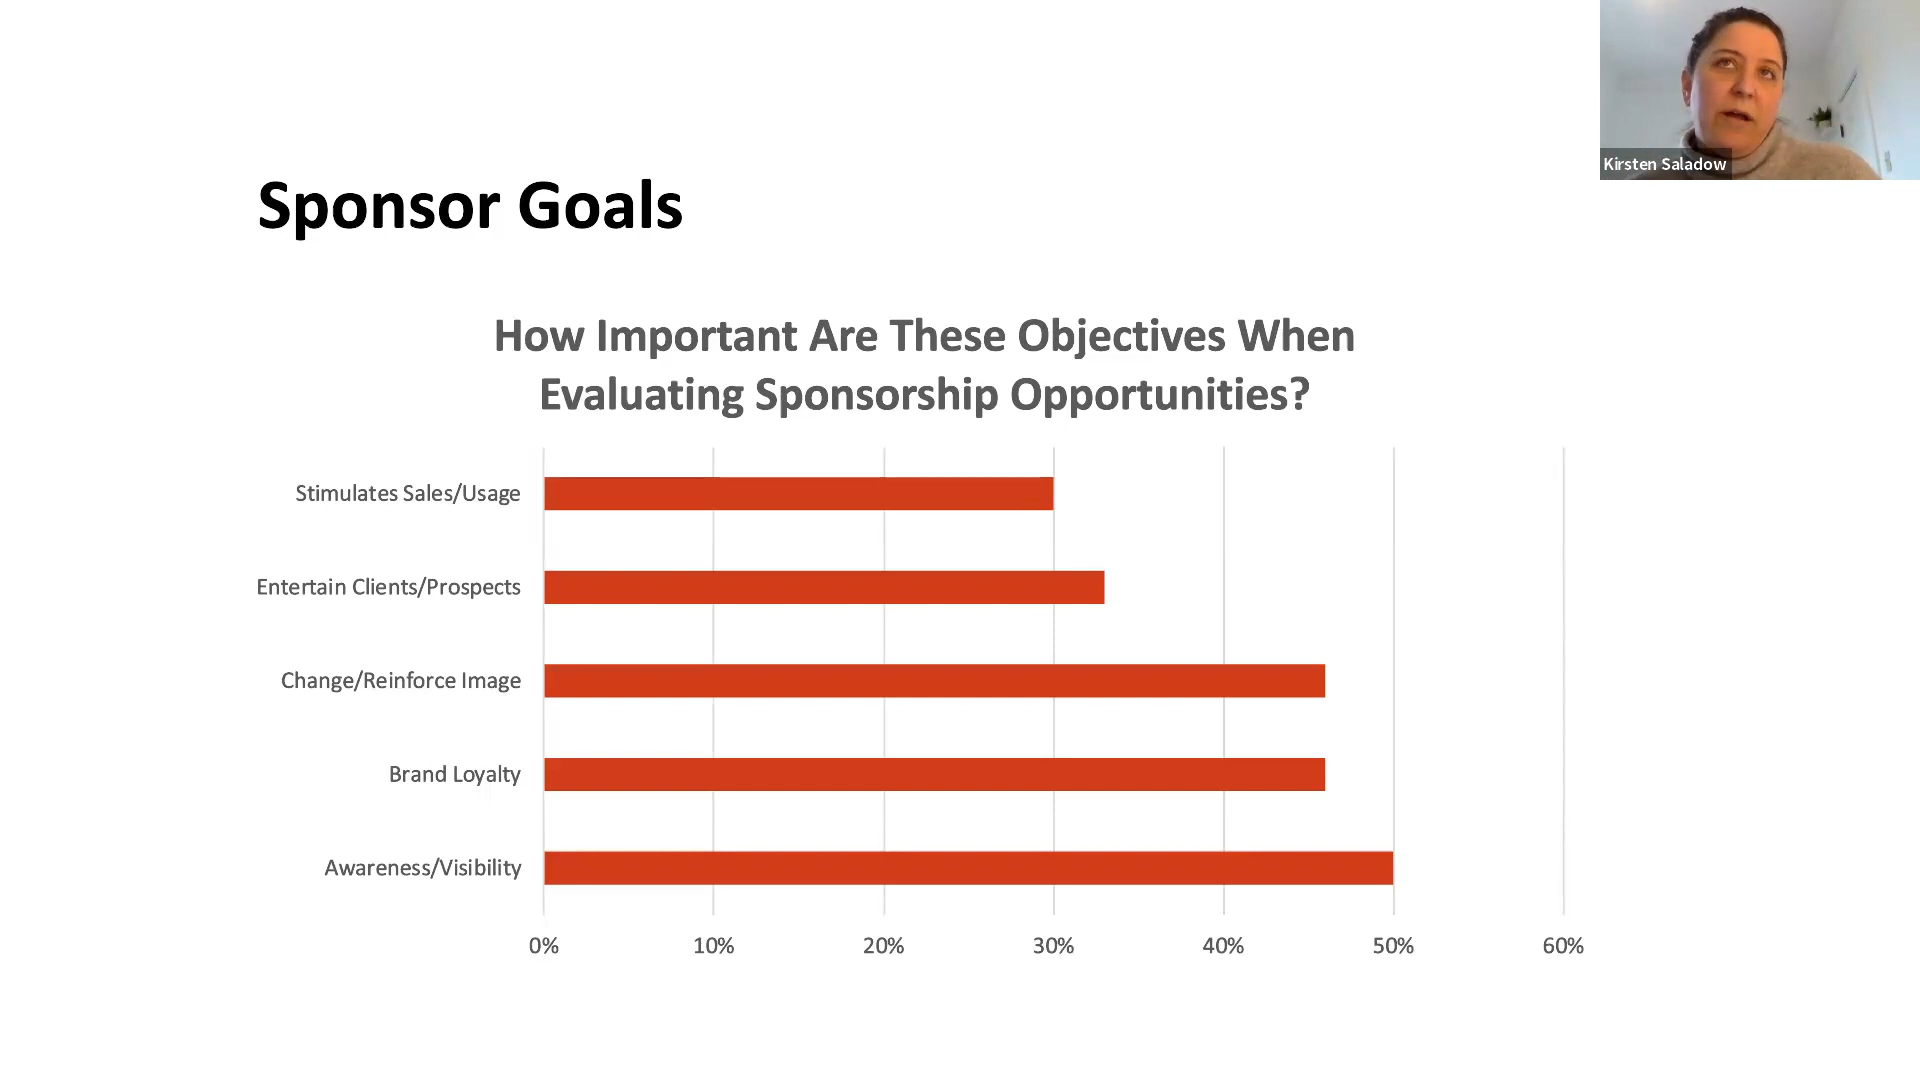 Kirsten Saladow
Sponsor Goals
How Important Are These Objectives When
Evaluating Sponsorship Opportunities?
Stimulates Sales/Usage
Entertain Clients/Prospects
Change/Reinforce Image
Brand Loyalty
Awareness/Visibility
0% 10% 20% 30% 40% 50% 60%